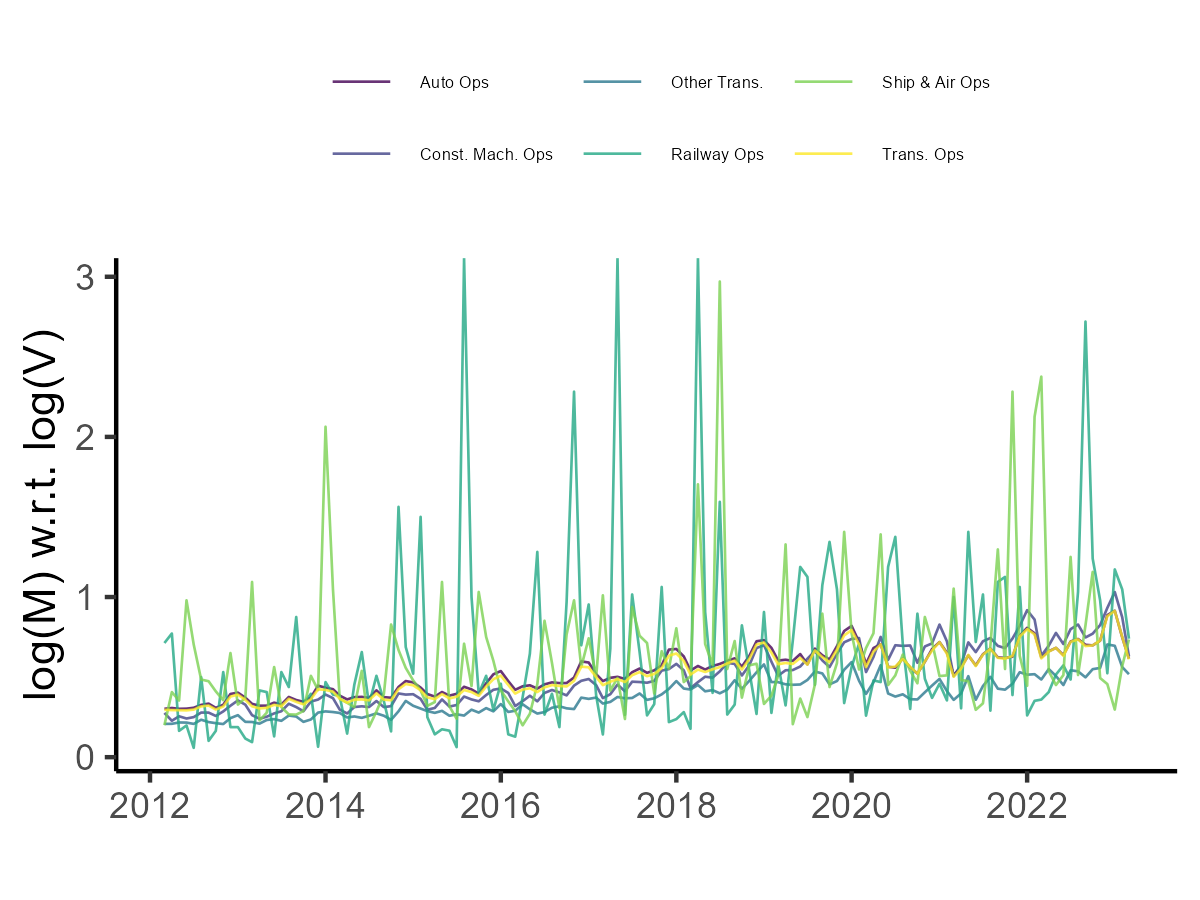 Auto Ops Other Trans. Ship & Air Ops
Const. Mach. Ops Railway Ops Trans. Ops
log(M) w.r.t. log(V)
3
2
1
0
2012 2014 2016 2018 2020 2022